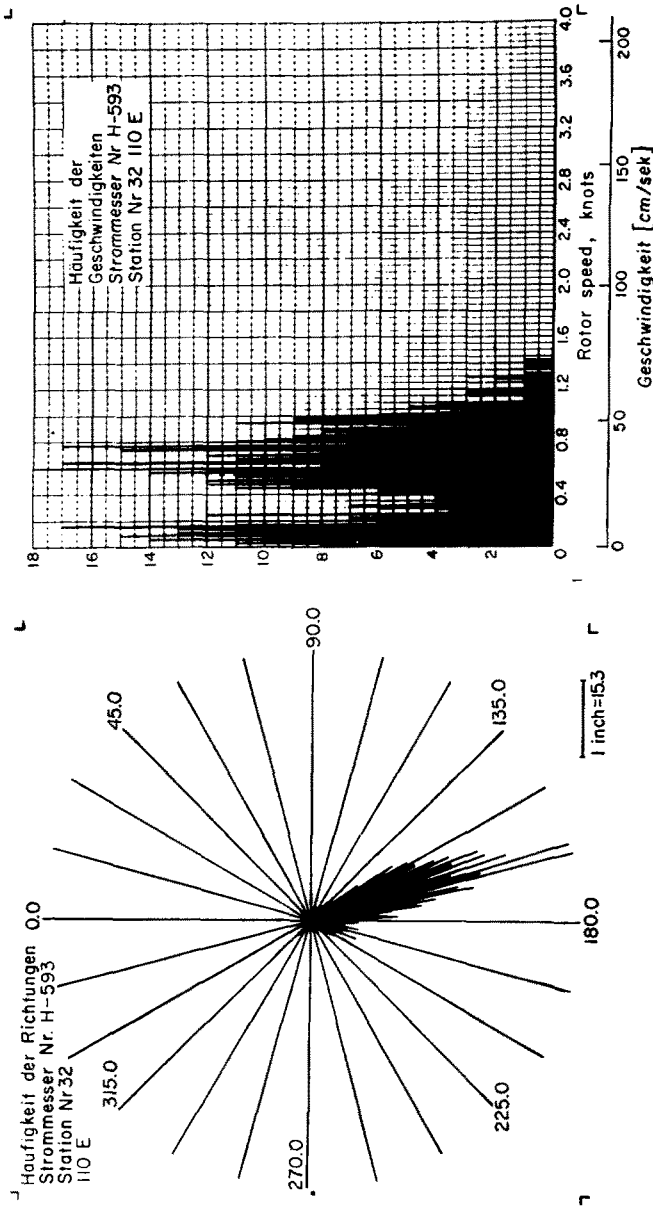 Haufigkeit der Richtungen
Strommesser Nr. H-593
Station Nr 32
110 E
0.0
45.0
90.0
135.0
180.0
225.0
270.0
315.0
1 inch=15.3
Häufigkeit der
Geschwindigkeiten
Strommesser Nr H-593
Station Nr 32 110 E
18
16
14
12
10
8
6
4
2
0 0.4 0.8 1.2 1.6 2.0 2.4 2.8 3.2 3.6 4.0
Rotor speed, knots
0 50 100 150 200
Geschwindigkeit [cm/sek]